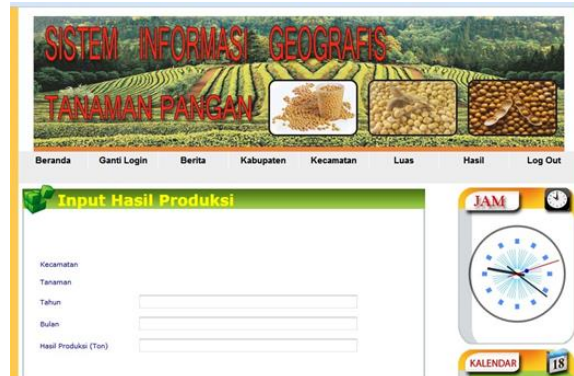 SISTEM INFORMASI GEOGRAFIS
TANAMAN PANGAN
Beranda Ganti Login Berita Kabupaten Kecamatan Luas Hasil Log Out
Input Hasil Produksi
Kecamatan
Tanaman
Tahun
Bulan
Hasil Produksi (Ton)
JAM
KALENDAR
18